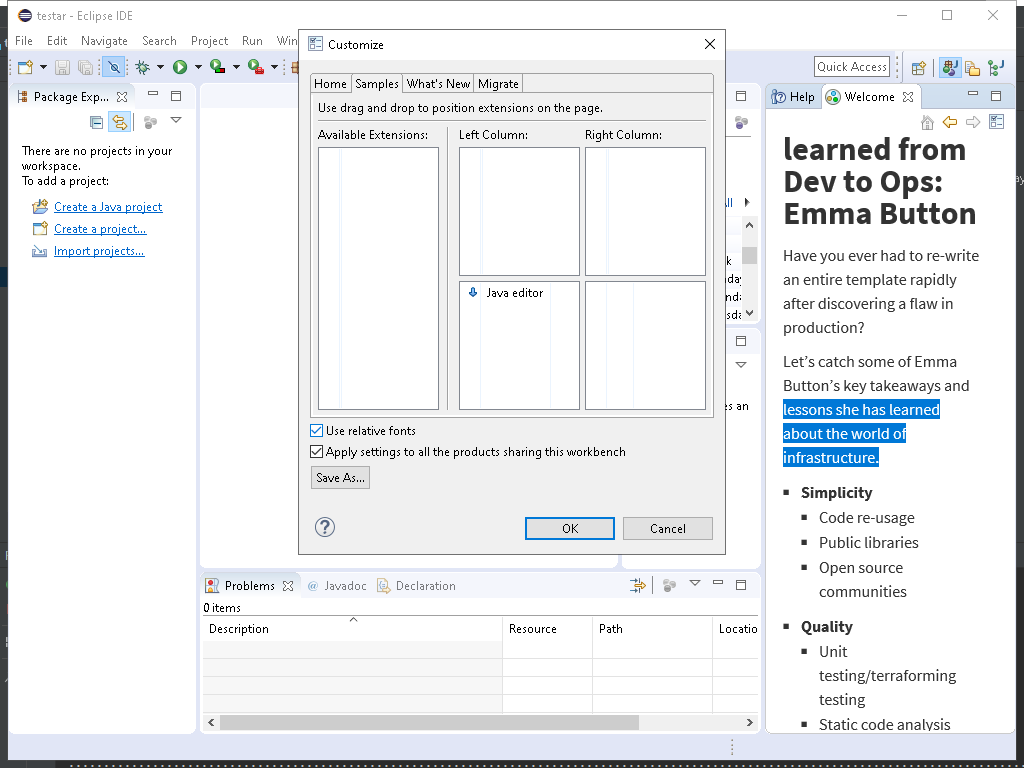 testar - Eclipse IDE
File Edit Navigate Search Project Run Win
Quick Access
Package Exp...
There are no projects in your
workspace.
To add a project:
Create a Java project
Create a project...
Import projects...
Customize
Home Samples What's New Migrate
Use drag and drop to position extensions on the page.
Available Extensions: Left Column: Right Column:
Java editor
Use relative fonts
Apply settings to all the products sharing this workbench
Save As...
OK Cancel
Problems Javadoc Declaration
0 items
Description Resource Path Locatio
Help Welcome
learned from
Dev to Ops:
Emma Button
Have you ever had to re-write
an entire template rapidly
after discovering a flaw in
production?
Let's catch some of Emma
Button's key takeaways and
lessons she has learned
about the world of
infrastructure.
Simplicity
Code re-usage
Public libraries
Open source
communities
Quality
Unit
testing/terraforming
testing
Static code analysis